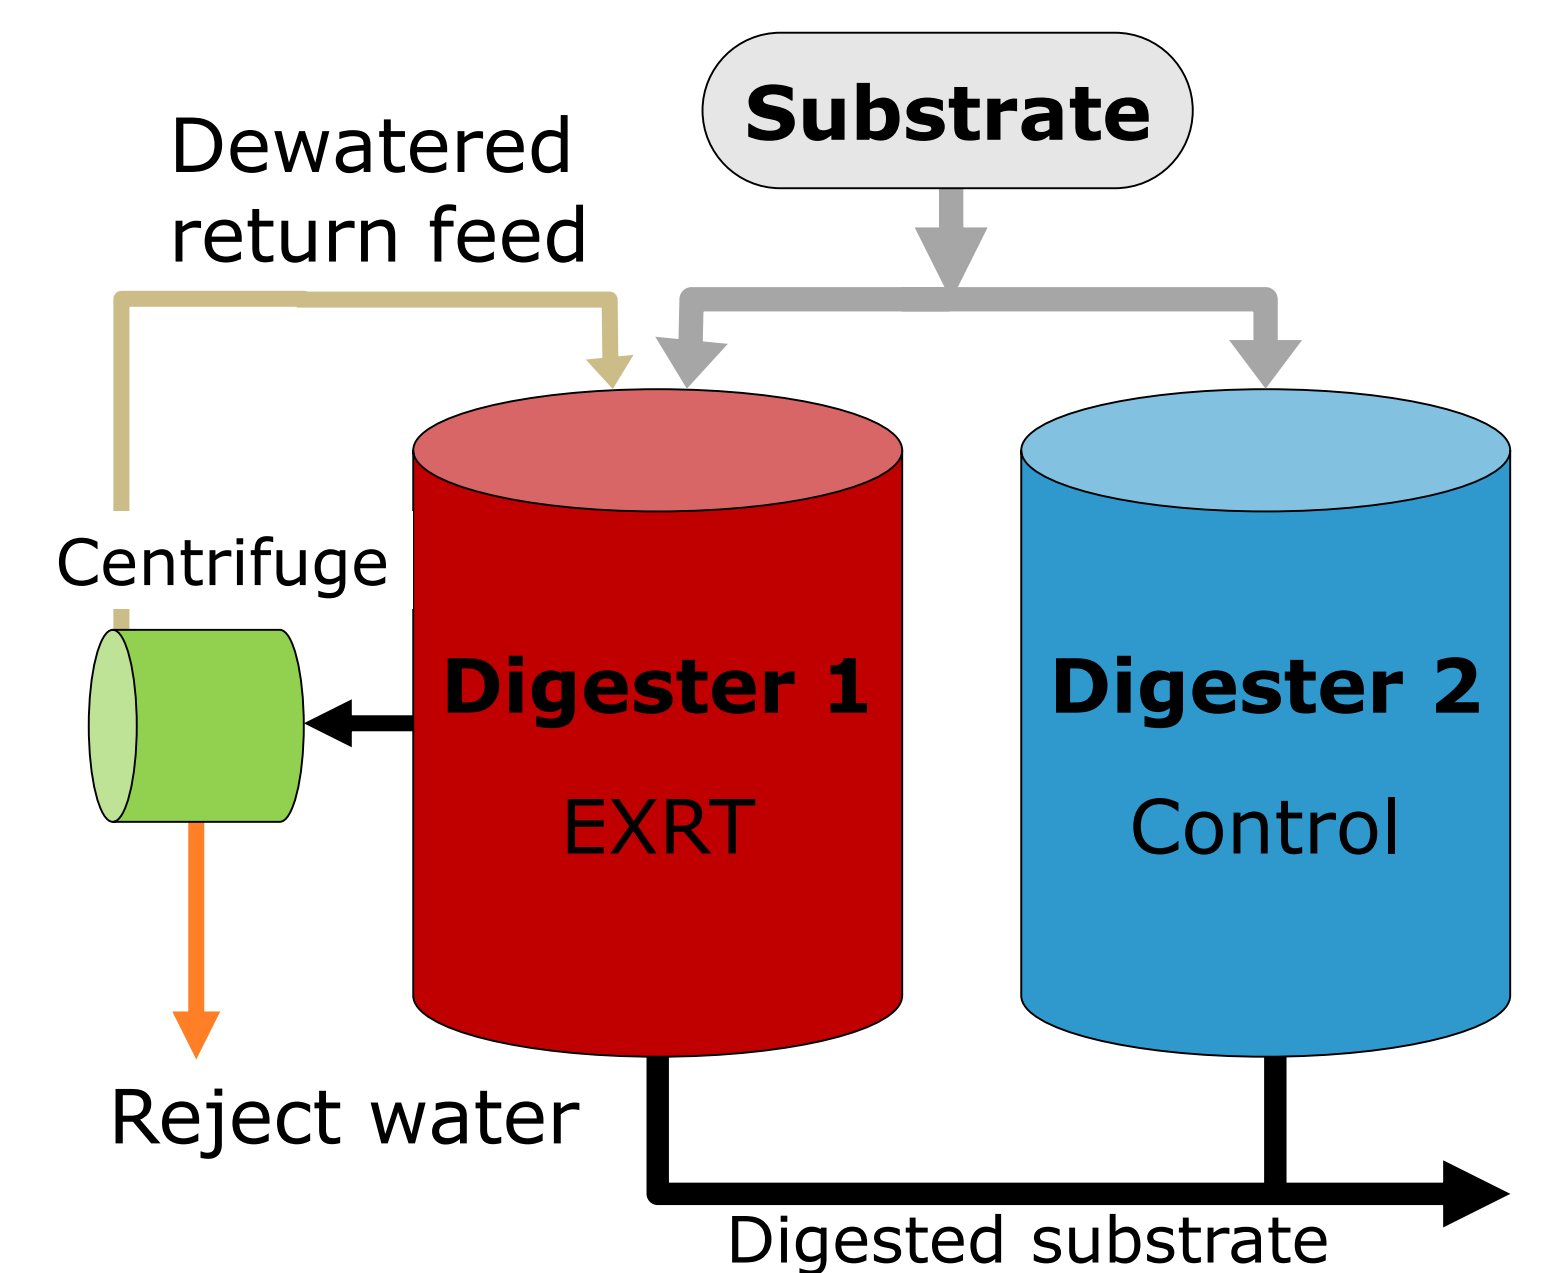 Substrate
Dewatered
return feed
Centrifuge
Digester 1
EXRT
Digester 2
Control
Reject water
Digested substrate